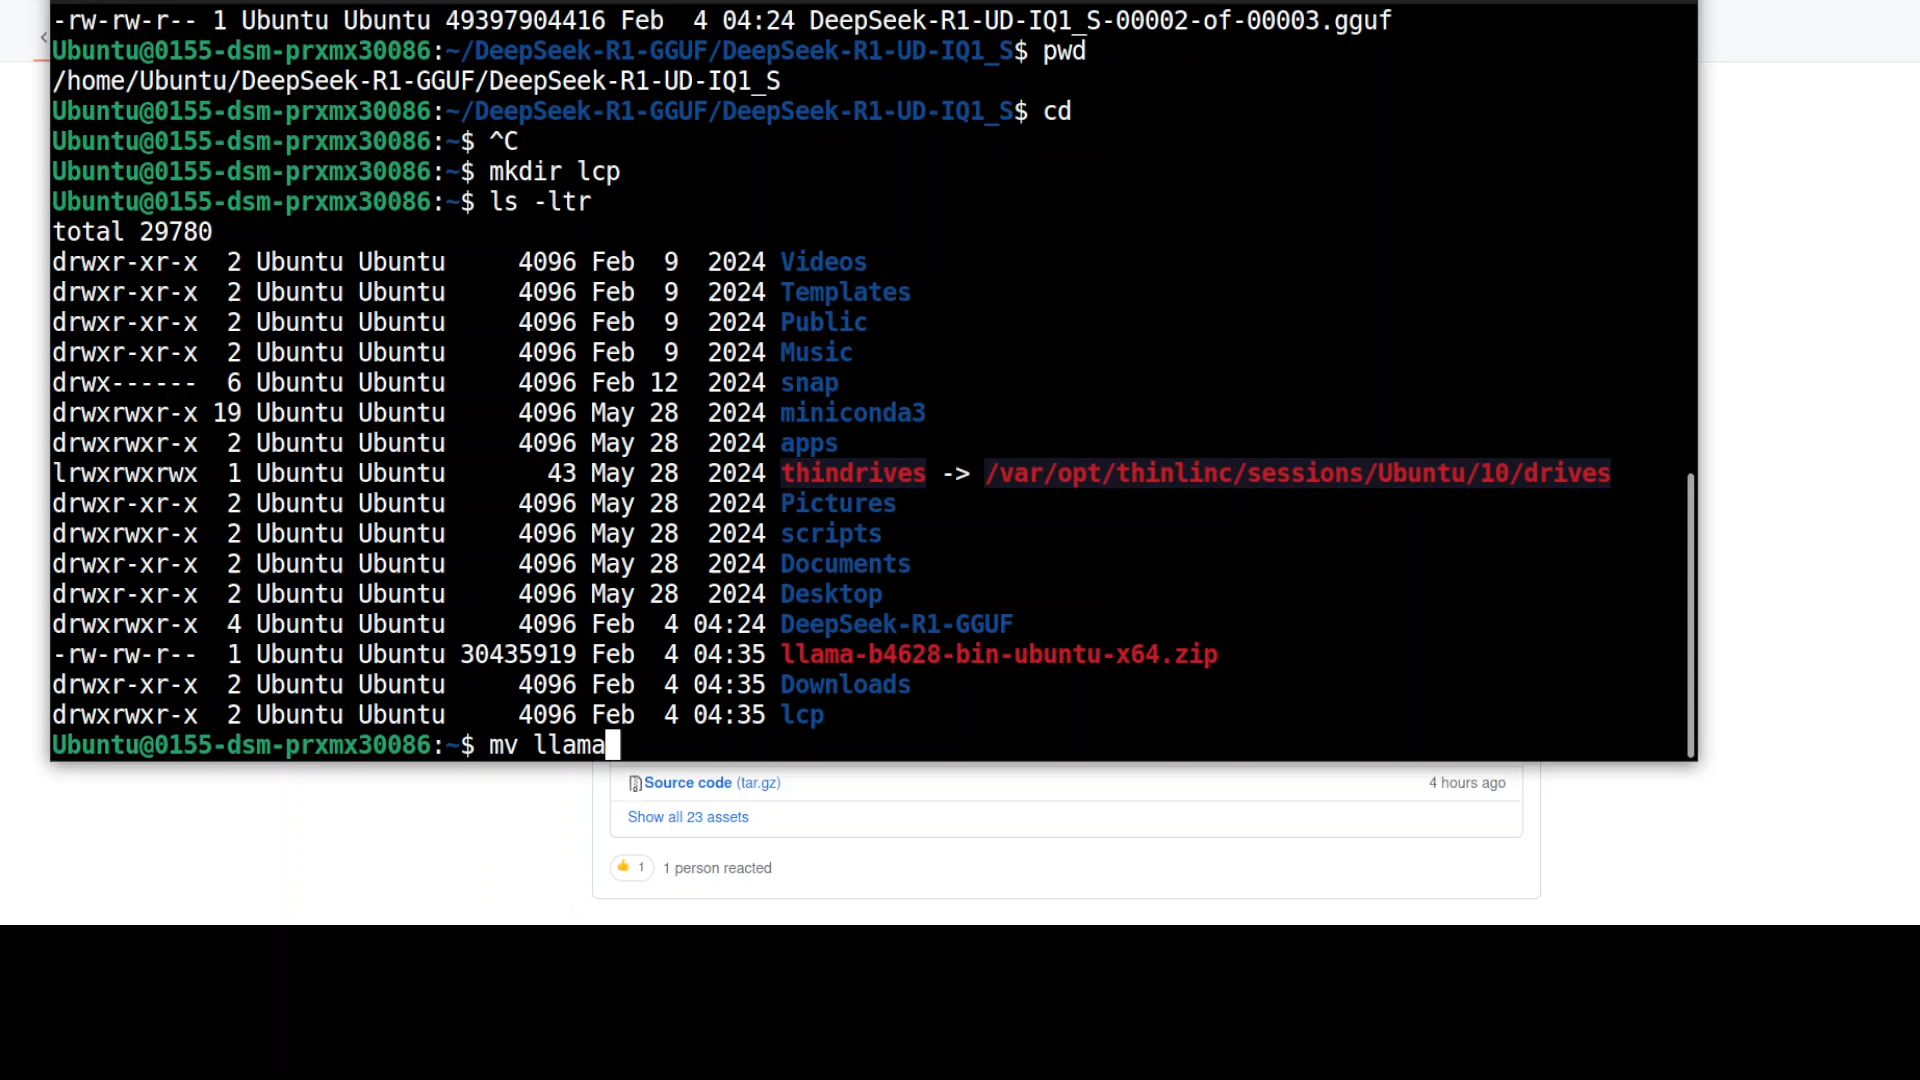 -rw-rw-r-- 1 Ubuntu Ubuntu 49397904416 Feb  4 04:24 DeepSeek-R1-UD-IQ1_S-00002-of-00003.gguf
Ubuntu@0155-dsm-prxmx30086:~/DeepSeek-R1-GGUF/DeepSeek-R1-UD-IQ1_S$ pwd
/home/Ubuntu/DeepSeek-R1-GGUF/DeepSeek-R1-UD-IQ1_S
Ubuntu@0155-dsm-prxmx30086:~/DeepSeek-R1-GGUF/DeepSeek-R1-UD-IQ1_S$ cd
Ubuntu@0155-dsm-prxmx30086:~$ ^C
Ubuntu@0155-dsm-prxmx30086:~$ mkdir lcp
Ubuntu@0155-dsm-prxmx30086:~$ ls -ltr
total 29780
drwxr-xr-x  2 Ubuntu Ubuntu     4096 Feb  9  2024 Videos
drwxr-xr-x  2 Ubuntu Ubuntu     4096 Feb  9  2024 Templates
drwxr-xr-x  2 Ubuntu Ubuntu     4096 Feb  9  2024 Public
drwxr-xr-x  2 Ubuntu Ubuntu     4096 Feb  9  2024 Music
drwx------  6 Ubuntu Ubuntu     4096 Feb 12  2024 snap
drwxrwxr-x 19 Ubuntu Ubuntu     4096 May 28  2024 miniconda3
drwxrwxr-x  2 Ubuntu Ubuntu     4096 May 28  2024 apps
lrwxrwxrwx  1 Ubuntu Ubuntu       43 May 28  2024 thindrives -> /var/opt/thinlinc/sessions/Ubuntu/10/drives
drwxr-xr-x  2 Ubuntu Ubuntu     4096 May 28  2024 Pictures
drwxrwxr-x  2 Ubuntu Ubuntu     4096 May 28  2024 scripts
drwxr-xr-x  2 Ubuntu Ubuntu     4096 May 28  2024 Documents
drwxr-xr-x  2 Ubuntu Ubuntu     4096 May 28  2024 Desktop
drwxrwxr-x  4 Ubuntu Ubuntu     4096 Feb  4 04:24 DeepSeek-R1-GGUF
-rw-rw-r--  1 Ubuntu Ubuntu 30435919 Feb  4 04:35 llama-b4628-bin-ubuntu-x64.zip
drwxr-xr-x  2 Ubuntu Ubuntu     4096 Feb  4 04:35 Downloads
drwxrwxr-x  2 Ubuntu Ubuntu     4096 Feb  4 04:35 lcp
Ubuntu@0155-dsm-prxmx30086:~$ mv llama
Source code (tar.gz) 4 hours ago
Show all 23 assets
👍 1 1 person reacted